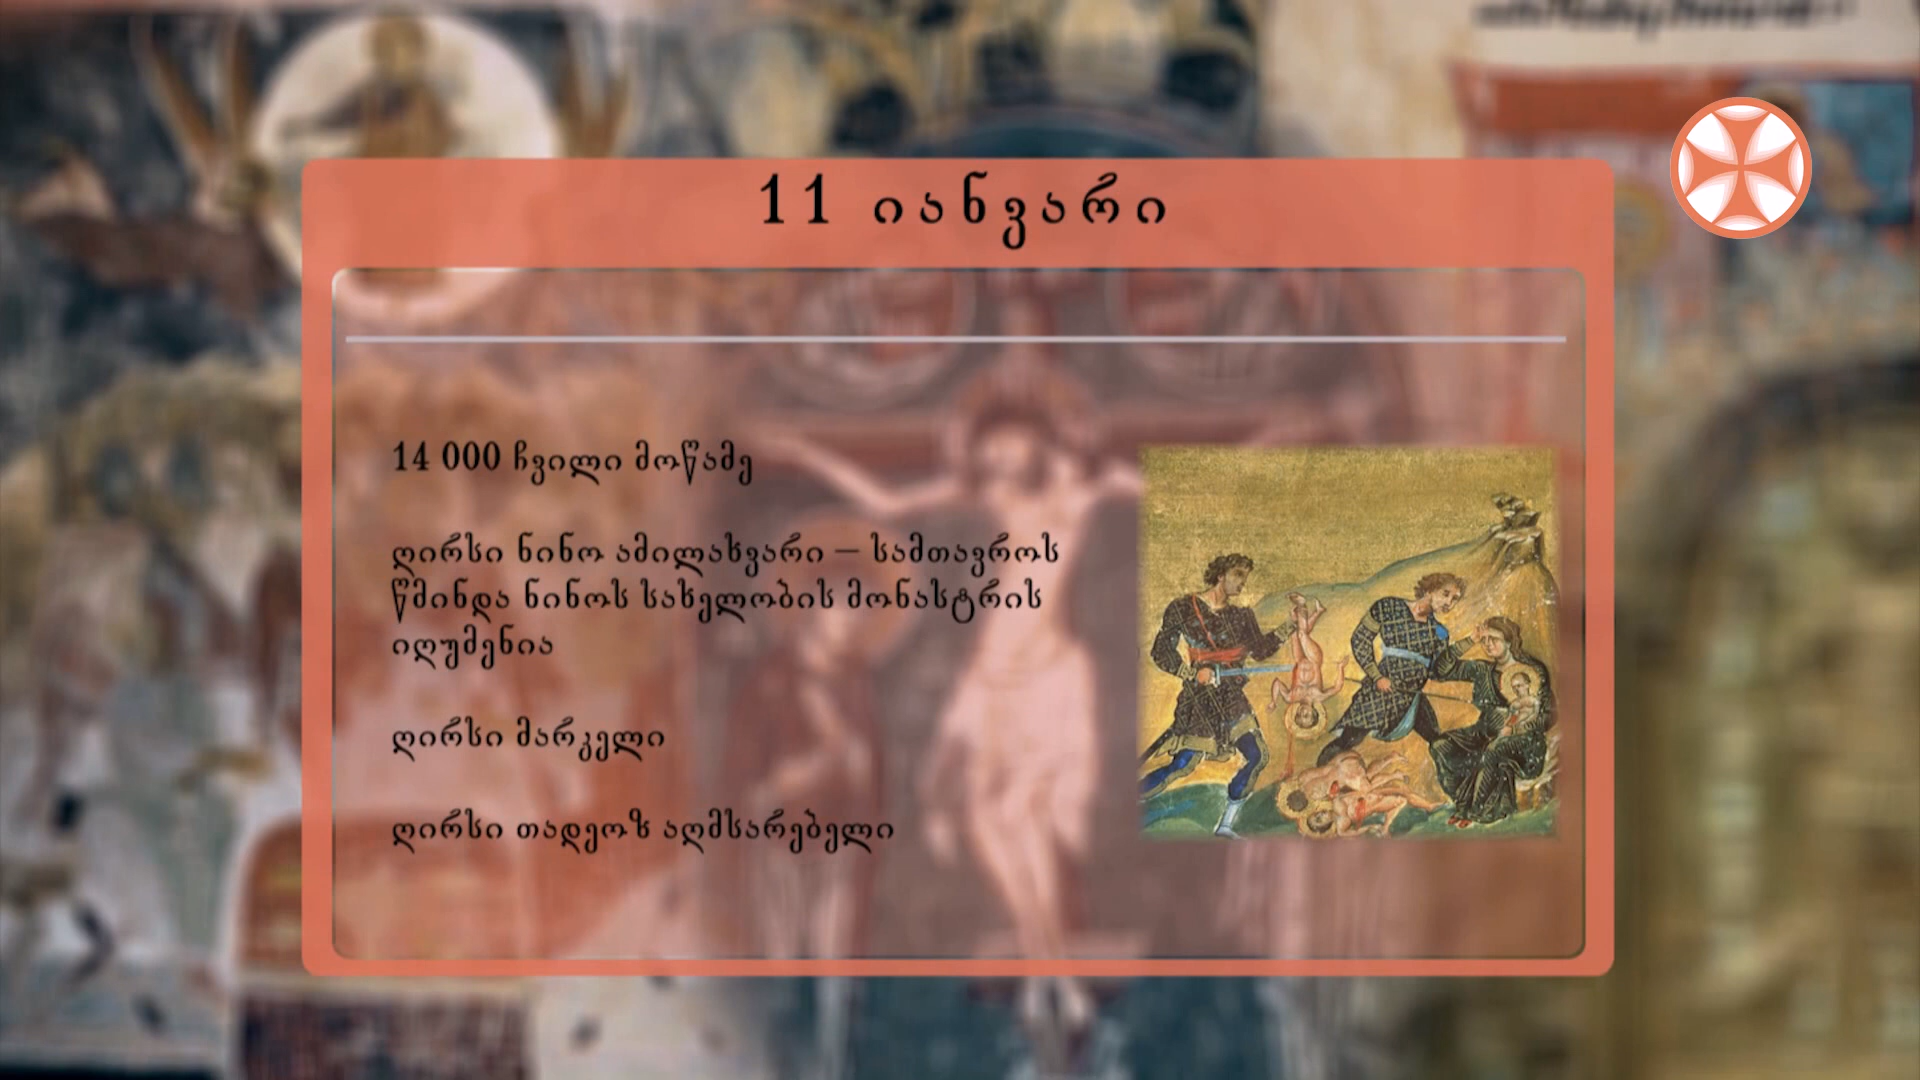 11 იანვარი
14 000 ჩვილი მოწამე
ღირსი ნინო ამილახვარი – სამთავროს
წმინდა ნინოს სახელობის მონასტრის
იღუმენია
ღირსი მარკელი
ღირსი თადეოზ აღმსარებელი